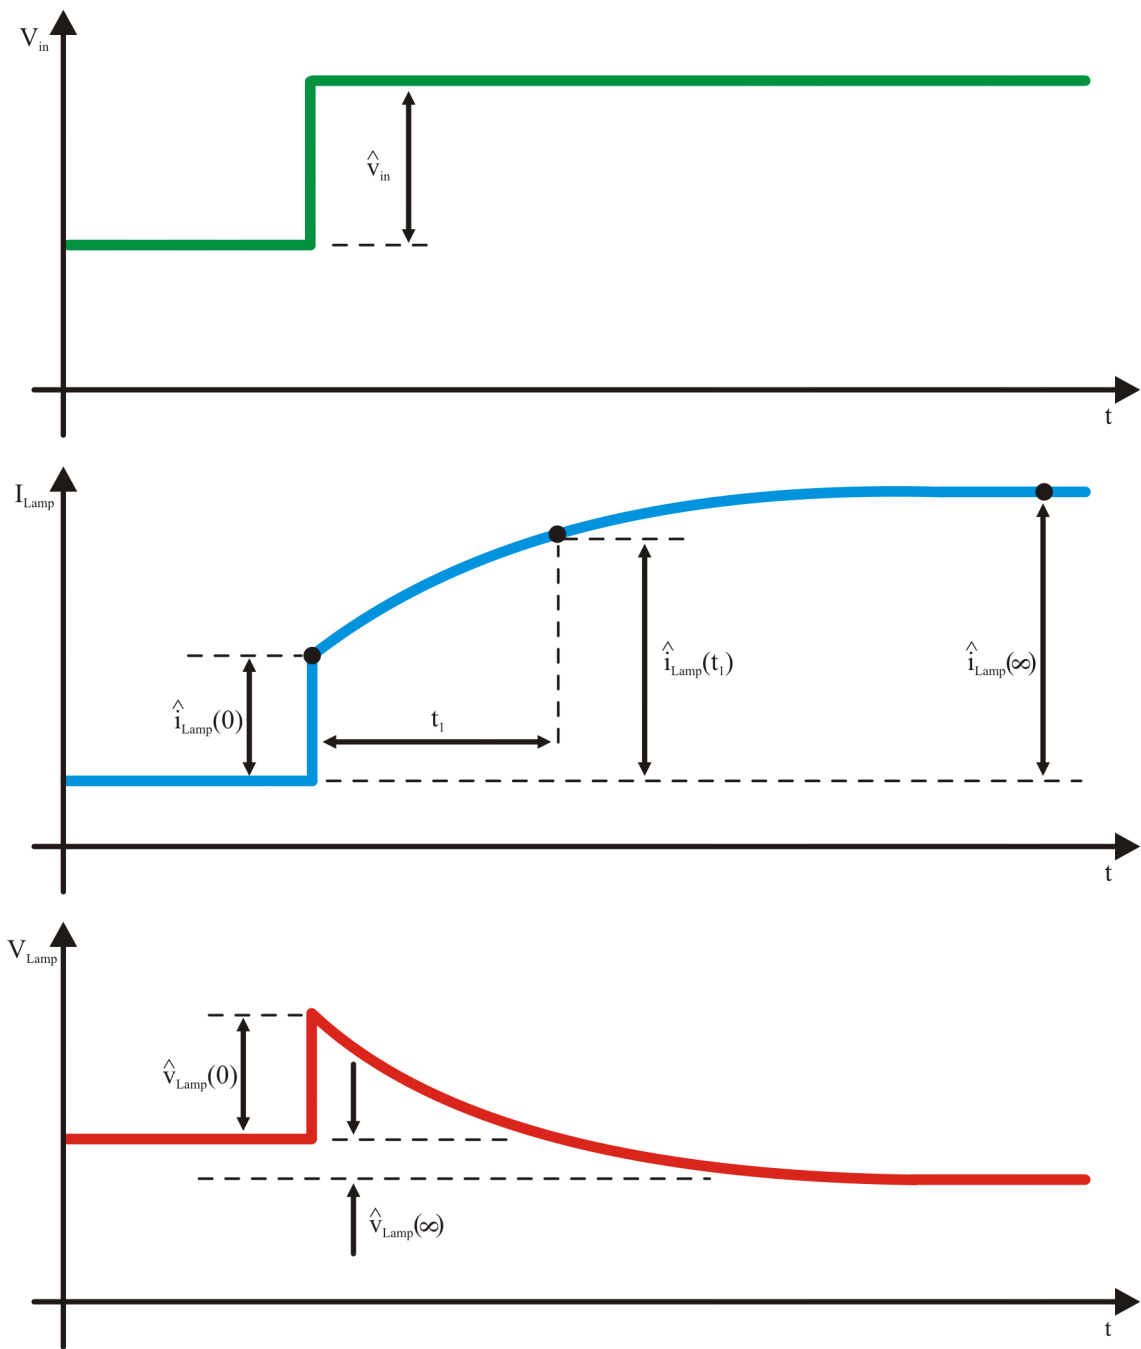 V_in
v̂_in
t
I_Lamp
î_Lamp(0)
t_1
î_Lamp(t_1)
î_Lamp(∞)
t
V_Lamp
v̂_Lamp(0)
v̂_Lamp(∞)
t